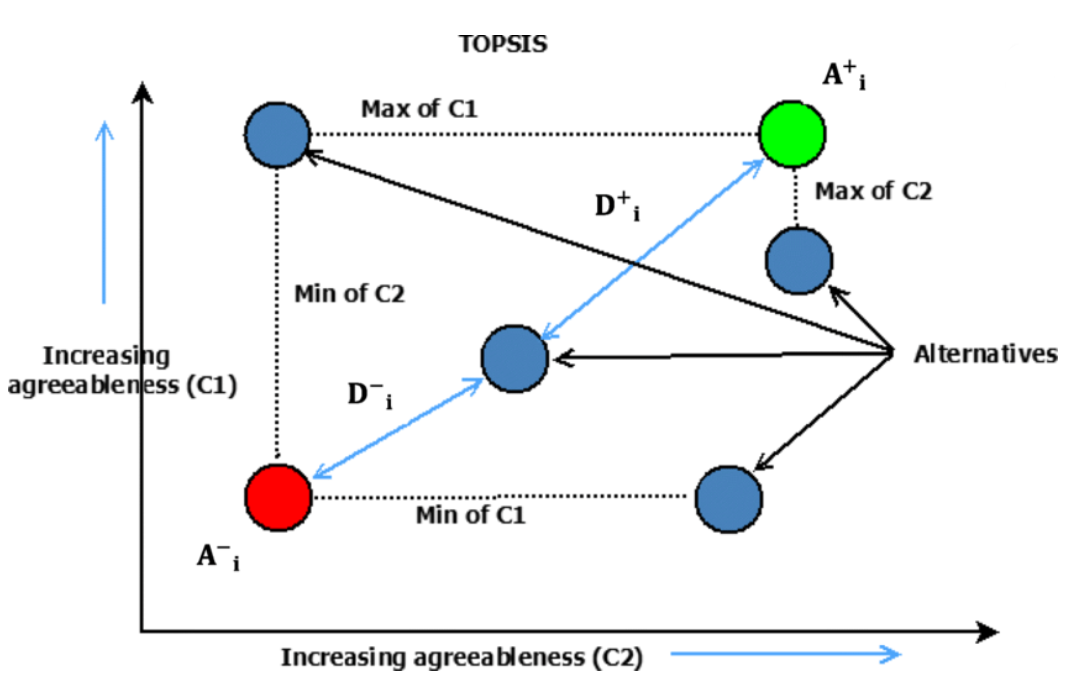 TOPSIS
A⁺ᵢ
Max of C1
Max of C2
D⁺ᵢ
Min of C2
Increasing
agreeableness (C1)
Alternatives
D⁻ᵢ
Min of C1
A⁻ᵢ
Increasing agreeableness (C2)